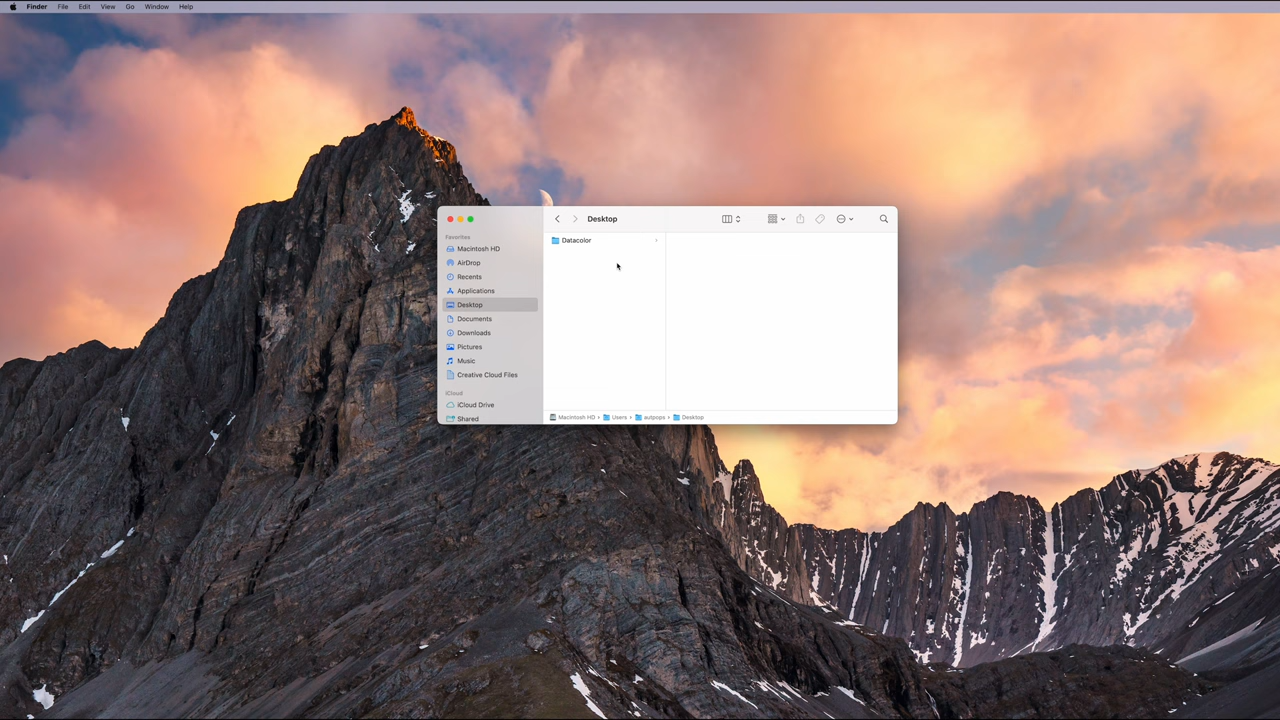 Finder File Edit View Go Window Help
Desktop
Favorites
Macintosh HD
AirDrop
Recents
Applications
Desktop
Documents
Downloads
Pictures
Music
Creative Cloud Files
iCloud
iCloud Drive
Shared
Datacolor
Macintosh HD › Users › autpops › Desktop